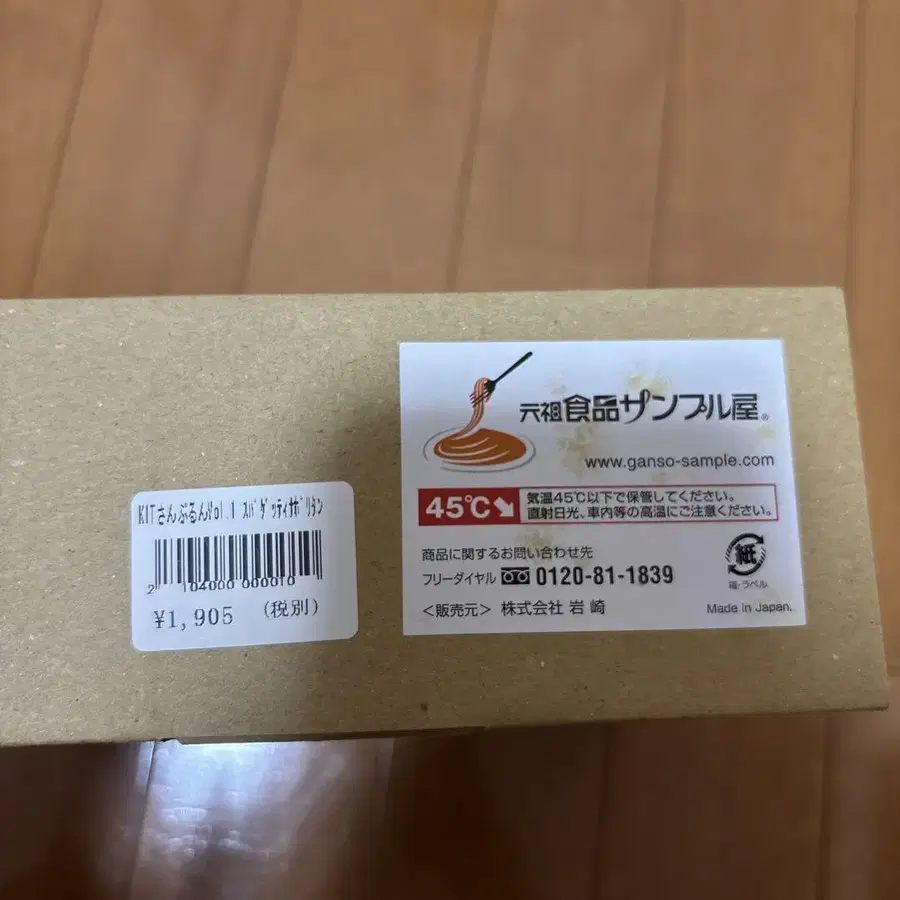 KITさんぷるんVol.1 ｽﾊﾟｹﾞｯﾃｨﾅﾎﾟﾘﾀﾝ
2 104000 000010
¥1,905 (税別)
元祖食品サンプル屋®
www.ganso-sample.com
45℃
気温45℃以下で保管してください。
直射日光、車内等の高温にご注意ください。
商品に関するお問い合わせ先
フリーダイヤル 0120-81-1839
<販売元> 株式会社 岩崎
紙
箱・ラベル
Made in Japan.